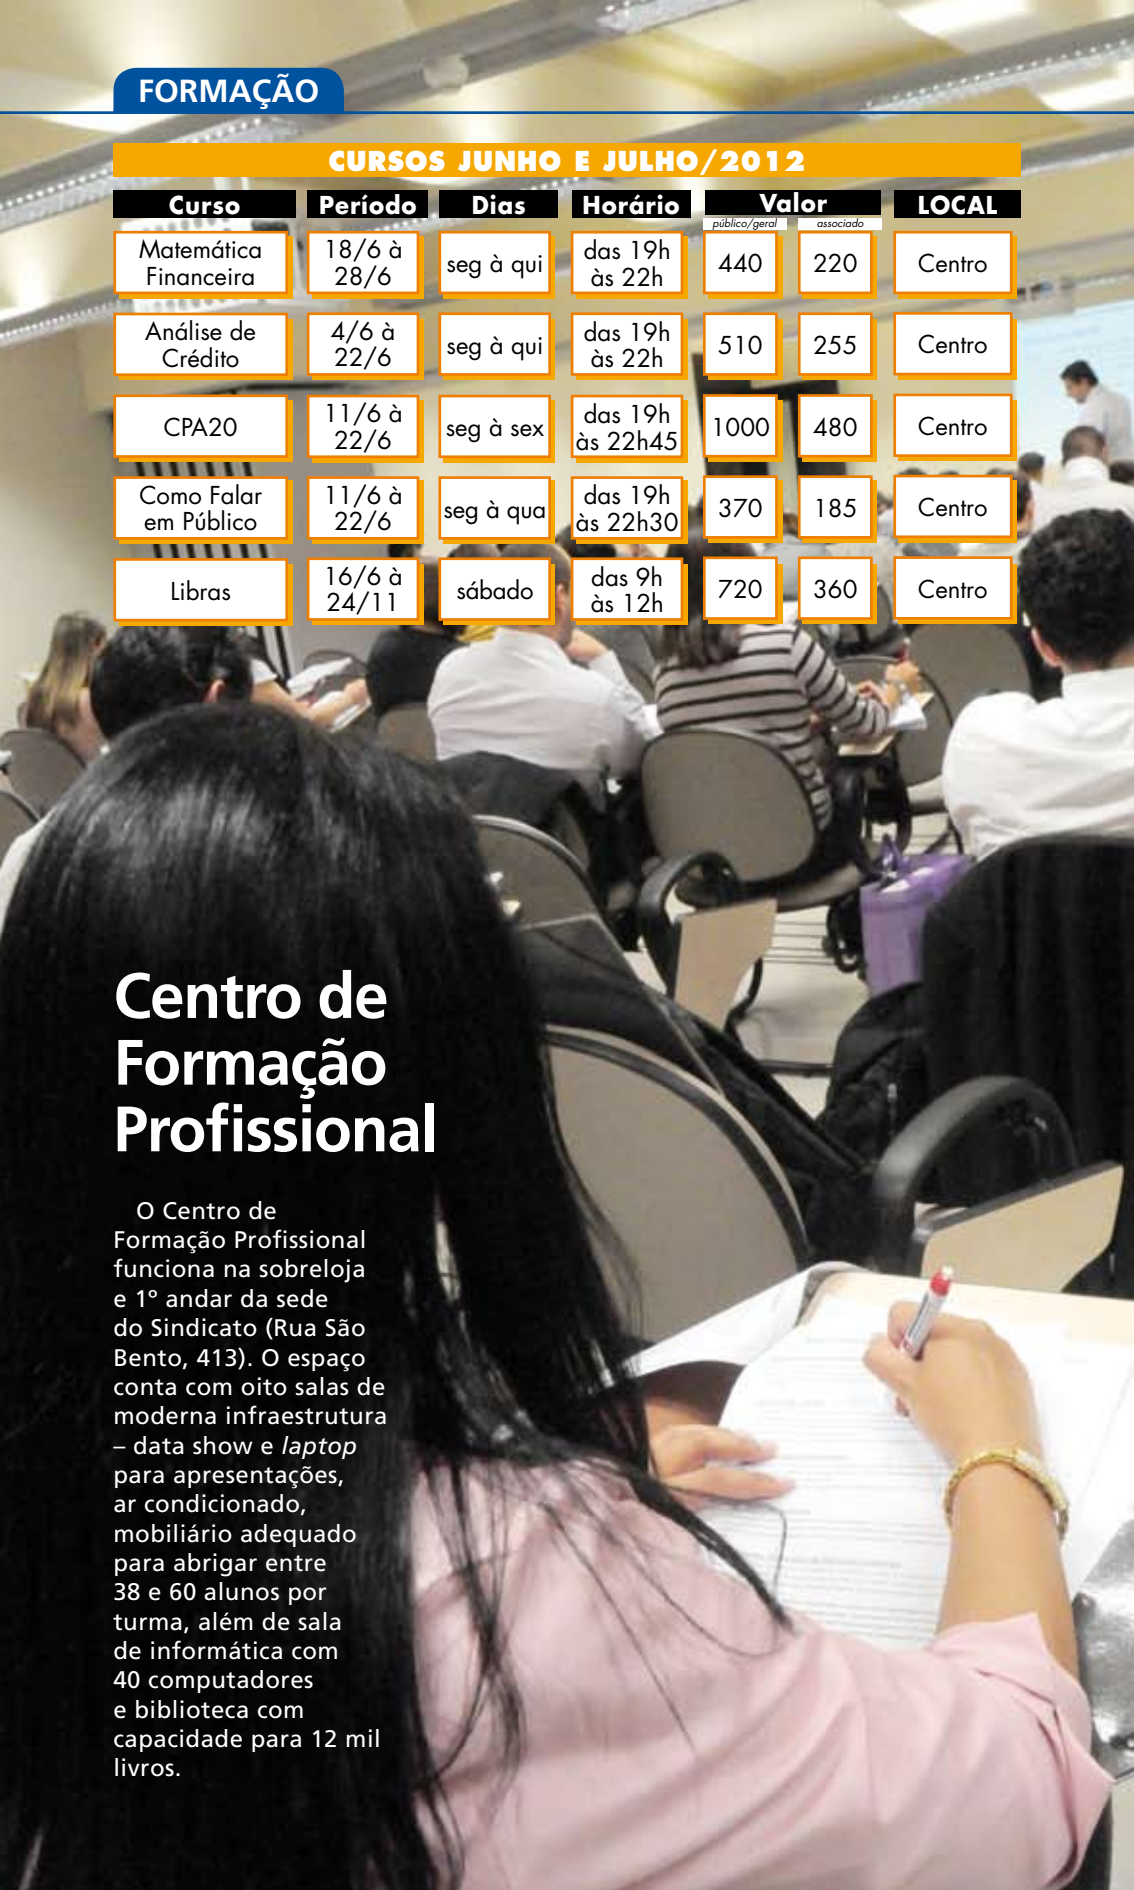 FORMAÇÃO
CURSOS JUNHO E JULHO/2012
Curso Período Dias Horário Valor LOCAL
público/geral associado
Matemática Financeira 18/6 à 28/6 seg à qui das 19h às 22h 440 220 Centro
Análise de Crédito 4/6 à 22/6 seg à qui das 19h às 22h 510 255 Centro
CPA20 11/6 à 22/6 seg à sex das 19h às 22h45 1000 480 Centro
Como Falar em Público 11/6 à 22/6 seg à qua das 19h às 22h30 370 185 Centro
Libras 16/6 à 24/11 sábado das 9h às 12h 720 360 Centro
Centro de
Formação
Profissional
O Centro de
Formação Profissional
funciona na sobreloja
e 1º andar da sede
do Sindicato (Rua São
Bento, 413). O espaço
conta com oito salas de
moderna infraestrutura
– data show e laptop
para apresentações,
ar condicionado,
mobiliário adequado
para abrigar entre
38 e 60 alunos por
turma, além de sala
de informática com
40 computadores
e biblioteca com
capacidade para 12 mil
livros.